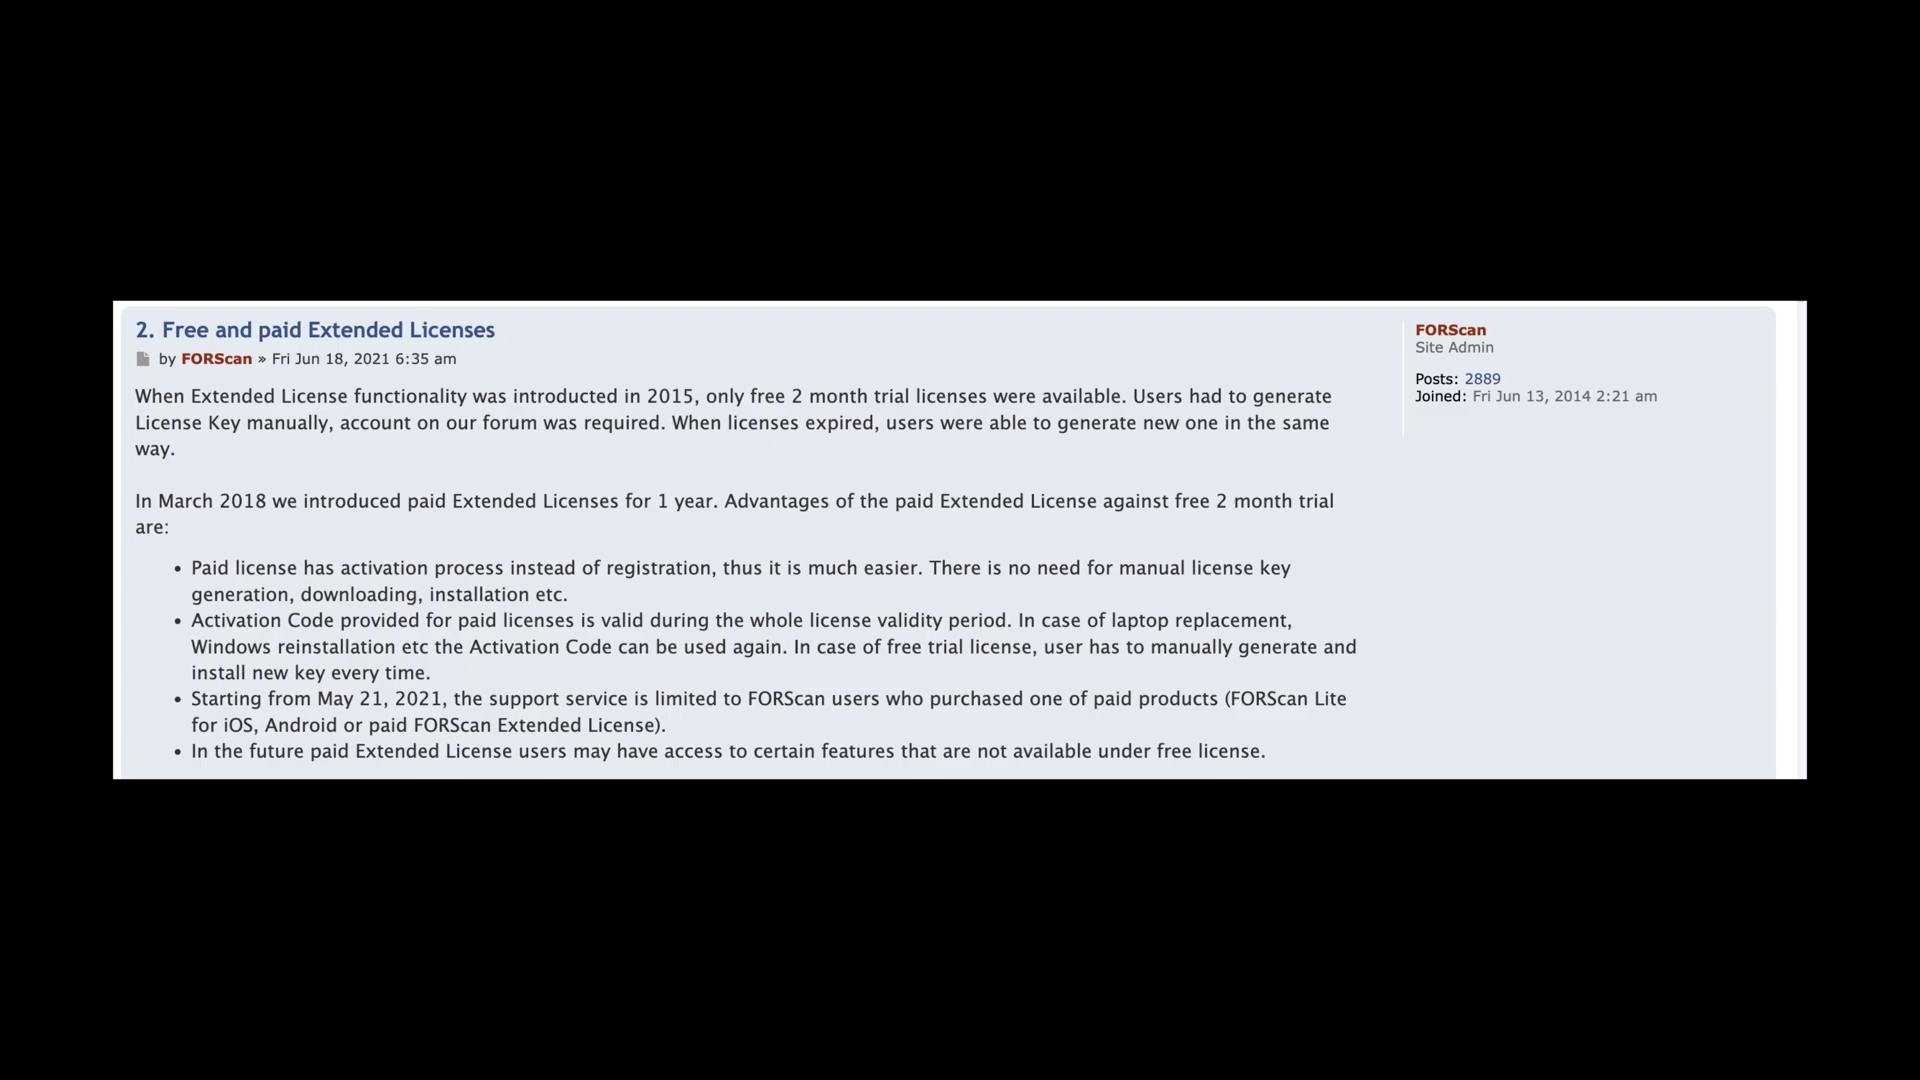 2. Free and paid Extended Licenses
by FORScan » Fri Jun 18, 2021 6:35 am
When Extended License functionality was introducted in 2015, only free 2 month trial licenses were available. Users had to generate
License Key manually, account on our forum was required. When licenses expired, users were able to generate new one in the same
way.
In March 2018 we introduced paid Extended Licenses for 1 year. Advantages of the paid Extended License against free 2 month trial
are:
• Paid license has activation process instead of registration, thus it is much easier. There is no need for manual license key
generation, downloading, installation etc.
• Activation Code provided for paid licenses is valid during the whole license validity period. In case of laptop replacement,
Windows reinstallation etc the Activation Code can be used again. In case of free trial license, user has to manually generate and
install new key every time.
• Starting from May 21, 2021, the support service is limited to FORScan users who purchased one of paid products (FORScan Lite
for iOS, Android or paid FORScan Extended License).
• In the future paid Extended License users may have access to certain features that are not available under free license.
FORScan
Site Admin
Posts: 2889
Joined: Fri Jun 13, 2014 2:21 am